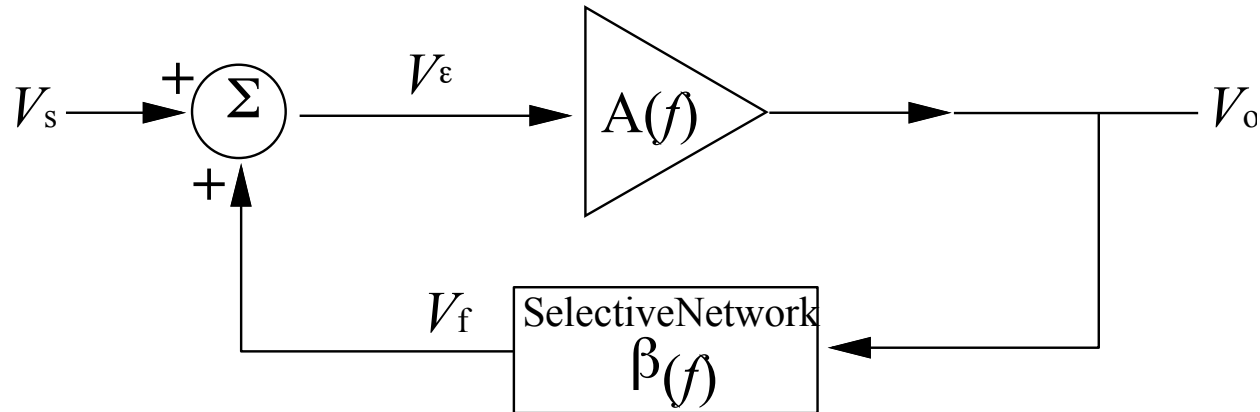 +
Σ
Vε
Vs
A(f)
Vo
+
Vf
SelectiveNetwork
β(f)